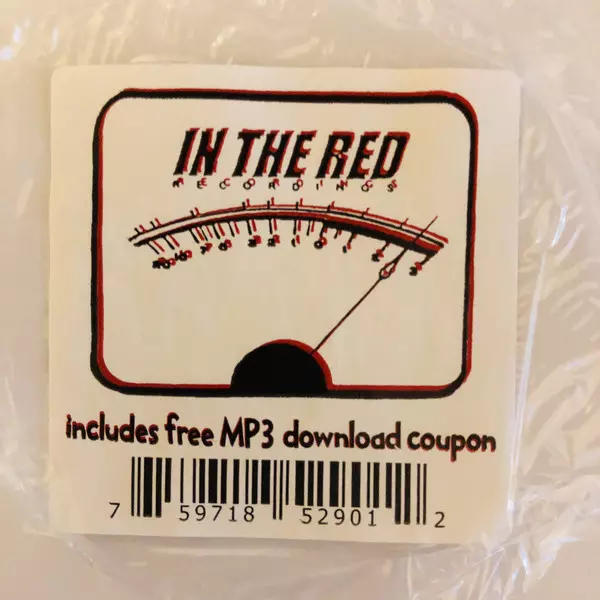 IN THE RED
RECORDINGS
includes free MP3 download coupon
7 59718 52901 2